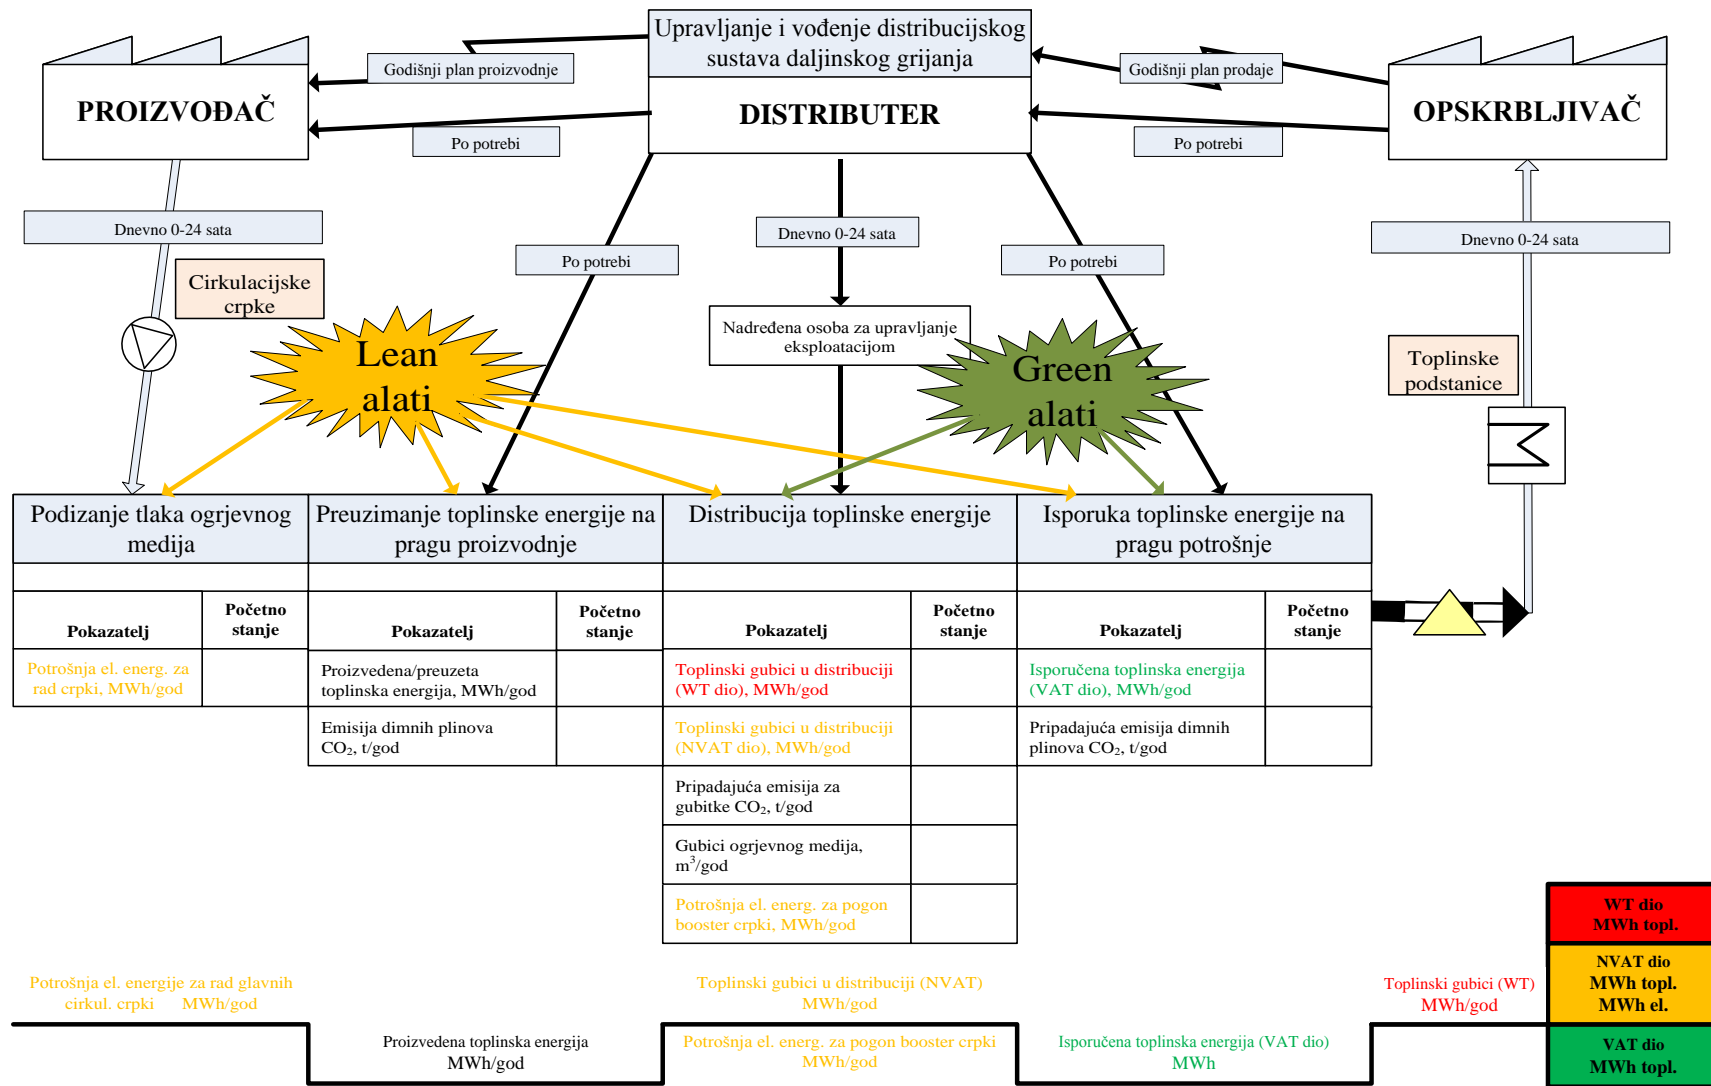 Upravljanje i vođenje distribucijskog
sustava daljinskog grijanja
DISTRIBUTER
PROIZVOĐAČ
OPSKRBLJIVAČ
Godišnji plan proizvodnje
Godišnji plan prodaje
Po potrebi
Po potrebi
Dnevno 0-24 sata
Dnevno 0-24 sata
Dnevno 0-24 sata
Po potrebi
Po potrebi
Cirkulacijske
crpke
Nadređena osoba za upravljanje
eksploatacijom
Toplinske
podstanice
Lean
alati
Green
alati
Podizanje tlaka ogrjevnog
medija
Preuzimanje toplinske energije na
pragu proizvodnje
Distribucija toplinske energije
Isporuka toplinske energije na
pragu potrošnje
Pokazatelj
Početno
stanje
Pokazatelj
Početno
stanje
Pokazatelj
Početno
stanje
Pokazatelj
Početno
stanje
Potrošnja el. energ. za
rad crpki, MWh/god
Proizvedena/preuzeta
toplinska energija, MWh/god
Toplinski gubici u distribuciji
(WT dio), MWh/god
Isporučena toplinska energija
(VAT dio), MWh/god
Emisija dimnih plinova
CO₂, t/god
Toplinski gubici u distribuciji
(NVAT dio), MWh/god
Pripadajuća emisija dimnih
plinova CO₂, t/god
Pripadajuća emisija za
gubitke CO₂, t/god
Gubici ogrjevnog medija,
m³/god
Potrošnja el. energ. za pogon
booster crpki, MWh/god
WT dio
MWh topl.
NVAT dio
MWh topl.
MWh el.
VAT dio
MWh topl.
Potrošnja el. energije za rad glavnih
cirkul. crpki MWh/god
Toplinski gubici u distribuciji (NVAT)
MWh/god
Toplinski gubici (WT)
MWh/god
Proizvedena toplinska energija
MWh/god
Potrošnja el. energ. za pogon booster crpki
MWh/god
Isporučena toplinska energija (VAT dio)
MWh